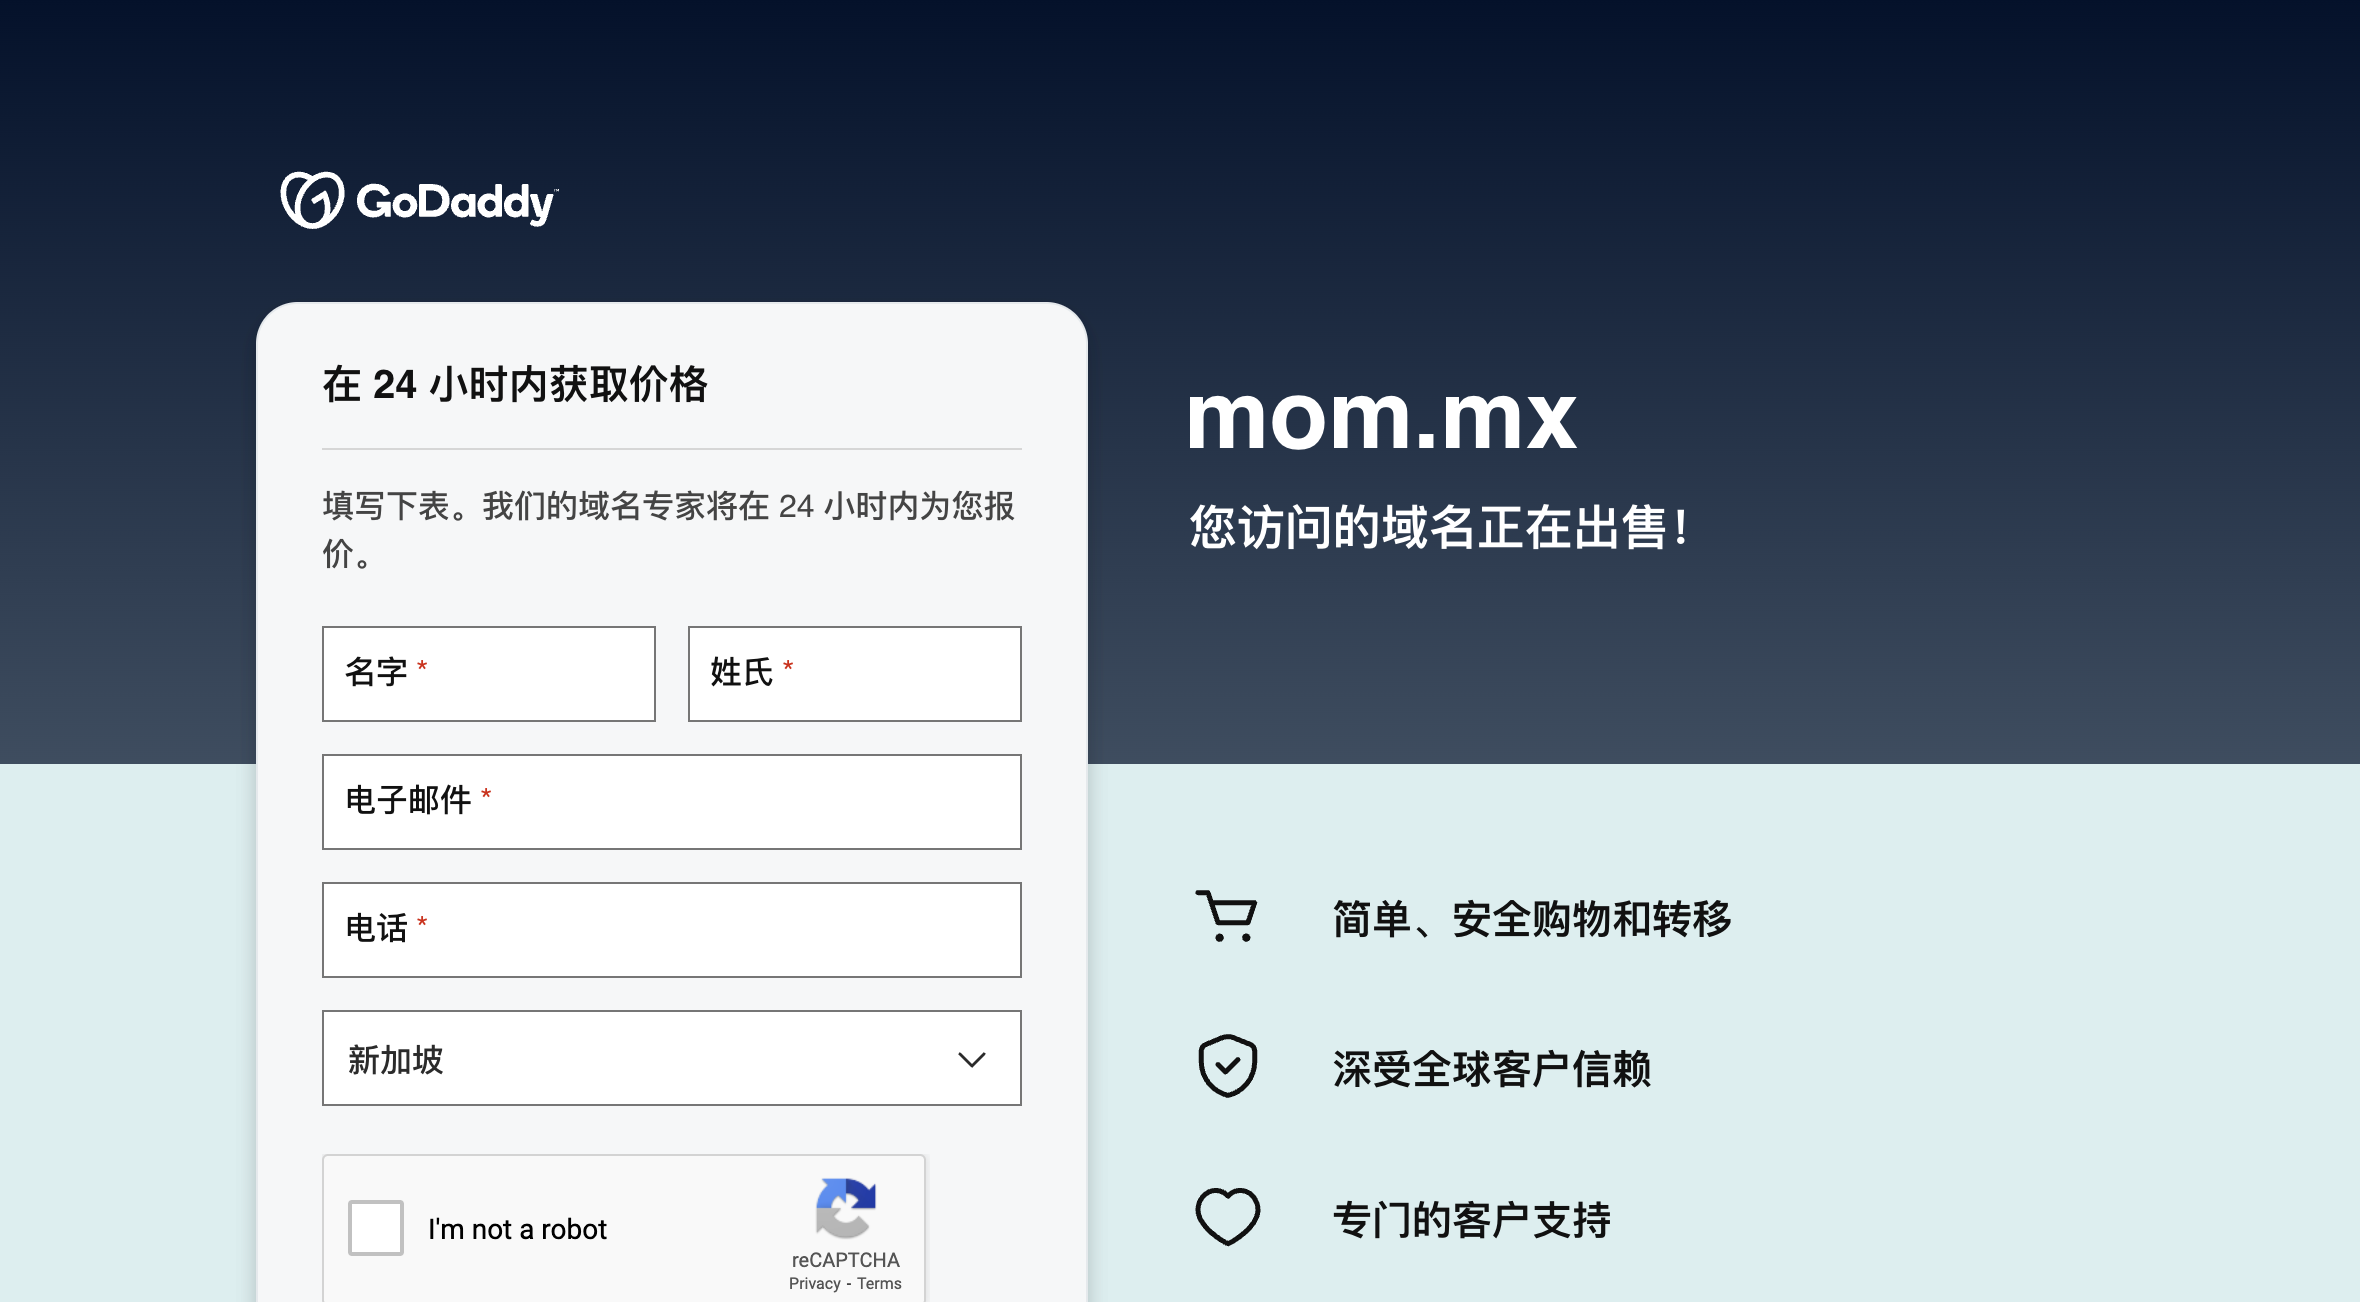 GoDaddy™
在 24 小时内获取价格
填写下表。我们的域名专家将在 24 小时内为您报
价。
名字 *
姓氏 *
电子邮件 *
电话 *
新加坡
I'm not a robot
reCAPTCHA
Privacy - Terms
mom.mx
您访问的域名正在出售！
简单、安全购物和转移
深受全球客户信赖
专门的客户支持